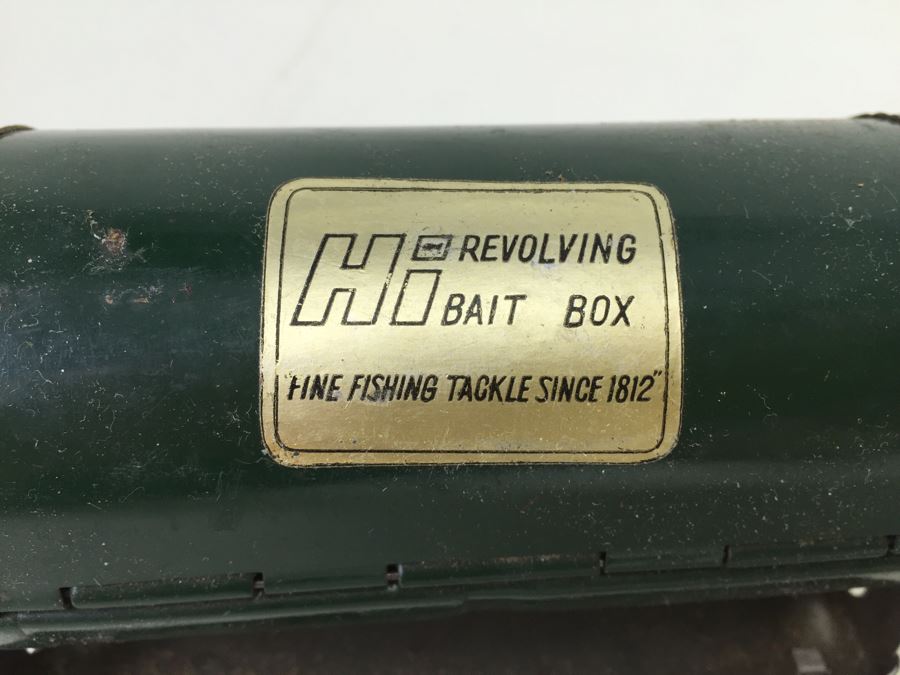 Hi REVOLVING
BAIT BOX
"FINE FISHING TACKLE SINCE 1812"